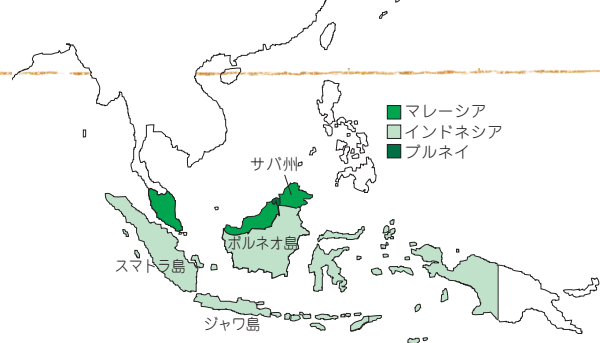 マレーシア
インドネシア
ブルネイ
サバ州
ボルネオ島
スマトラ島
ジャワ島